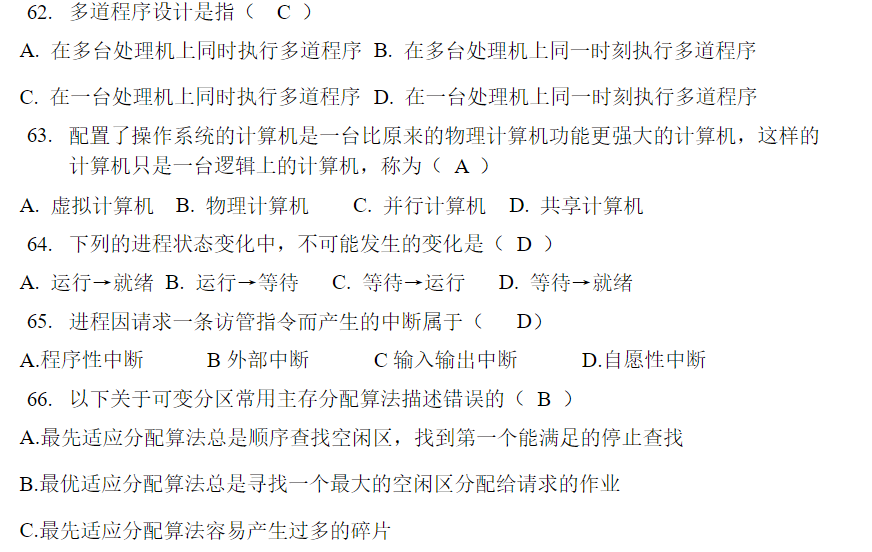 62. 多道程序设计是指（ C ）
A. 在多台处理机上同时执行多道程序 B. 在多台处理机上同一时刻执行多道程序
C. 在一台处理机上同时执行多道程序 D. 在一台处理机上同一时刻执行多道程序
63. 配置了操作系统的计算机是一台比原来的物理计算机功能更强大的计算机，这样的
计算机只是一台逻辑上的计算机，称为（ A ）
A. 虚拟计算机 B. 物理计算机 C. 并行计算机 D. 共享计算机
64. 下列的进程状态变化中，不可能发生的变化是（ D ）
A. 运行→就绪 B. 运行→等待 C. 等待→运行 D. 等待→就绪
65. 进程因请求一条访管指令而产生的中断属于（ D）
A.程序性中断 B 外部中断 C 输入输出中断 D.自愿性中断
66. 以下关于可变分区常用主存分配算法描述错误的（ B ）
A.最先适应分配算法总是顺序查找空闲区，找到第一个能满足的停止查找
B.最优适应分配算法总是寻找一个最大的空闲区分配给请求的作业
C.最先适应分配算法容易产生过多的碎片